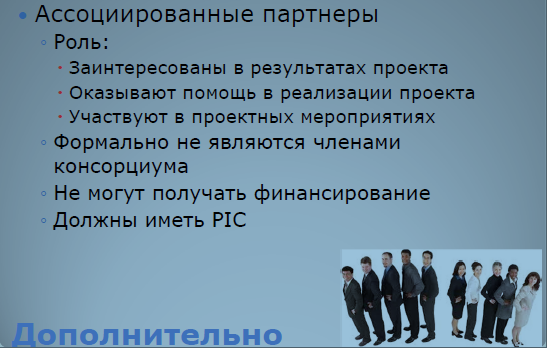 Ассоциированные партнеры
Роль:
Заинтересованы в результатах проекта
Оказывают помощь в реализации проекта
Участвуют в проектных мероприятиях
Формально не являются членами
консорциума
Не могут получать финансирование
Должны иметь PIC
Дополнительно